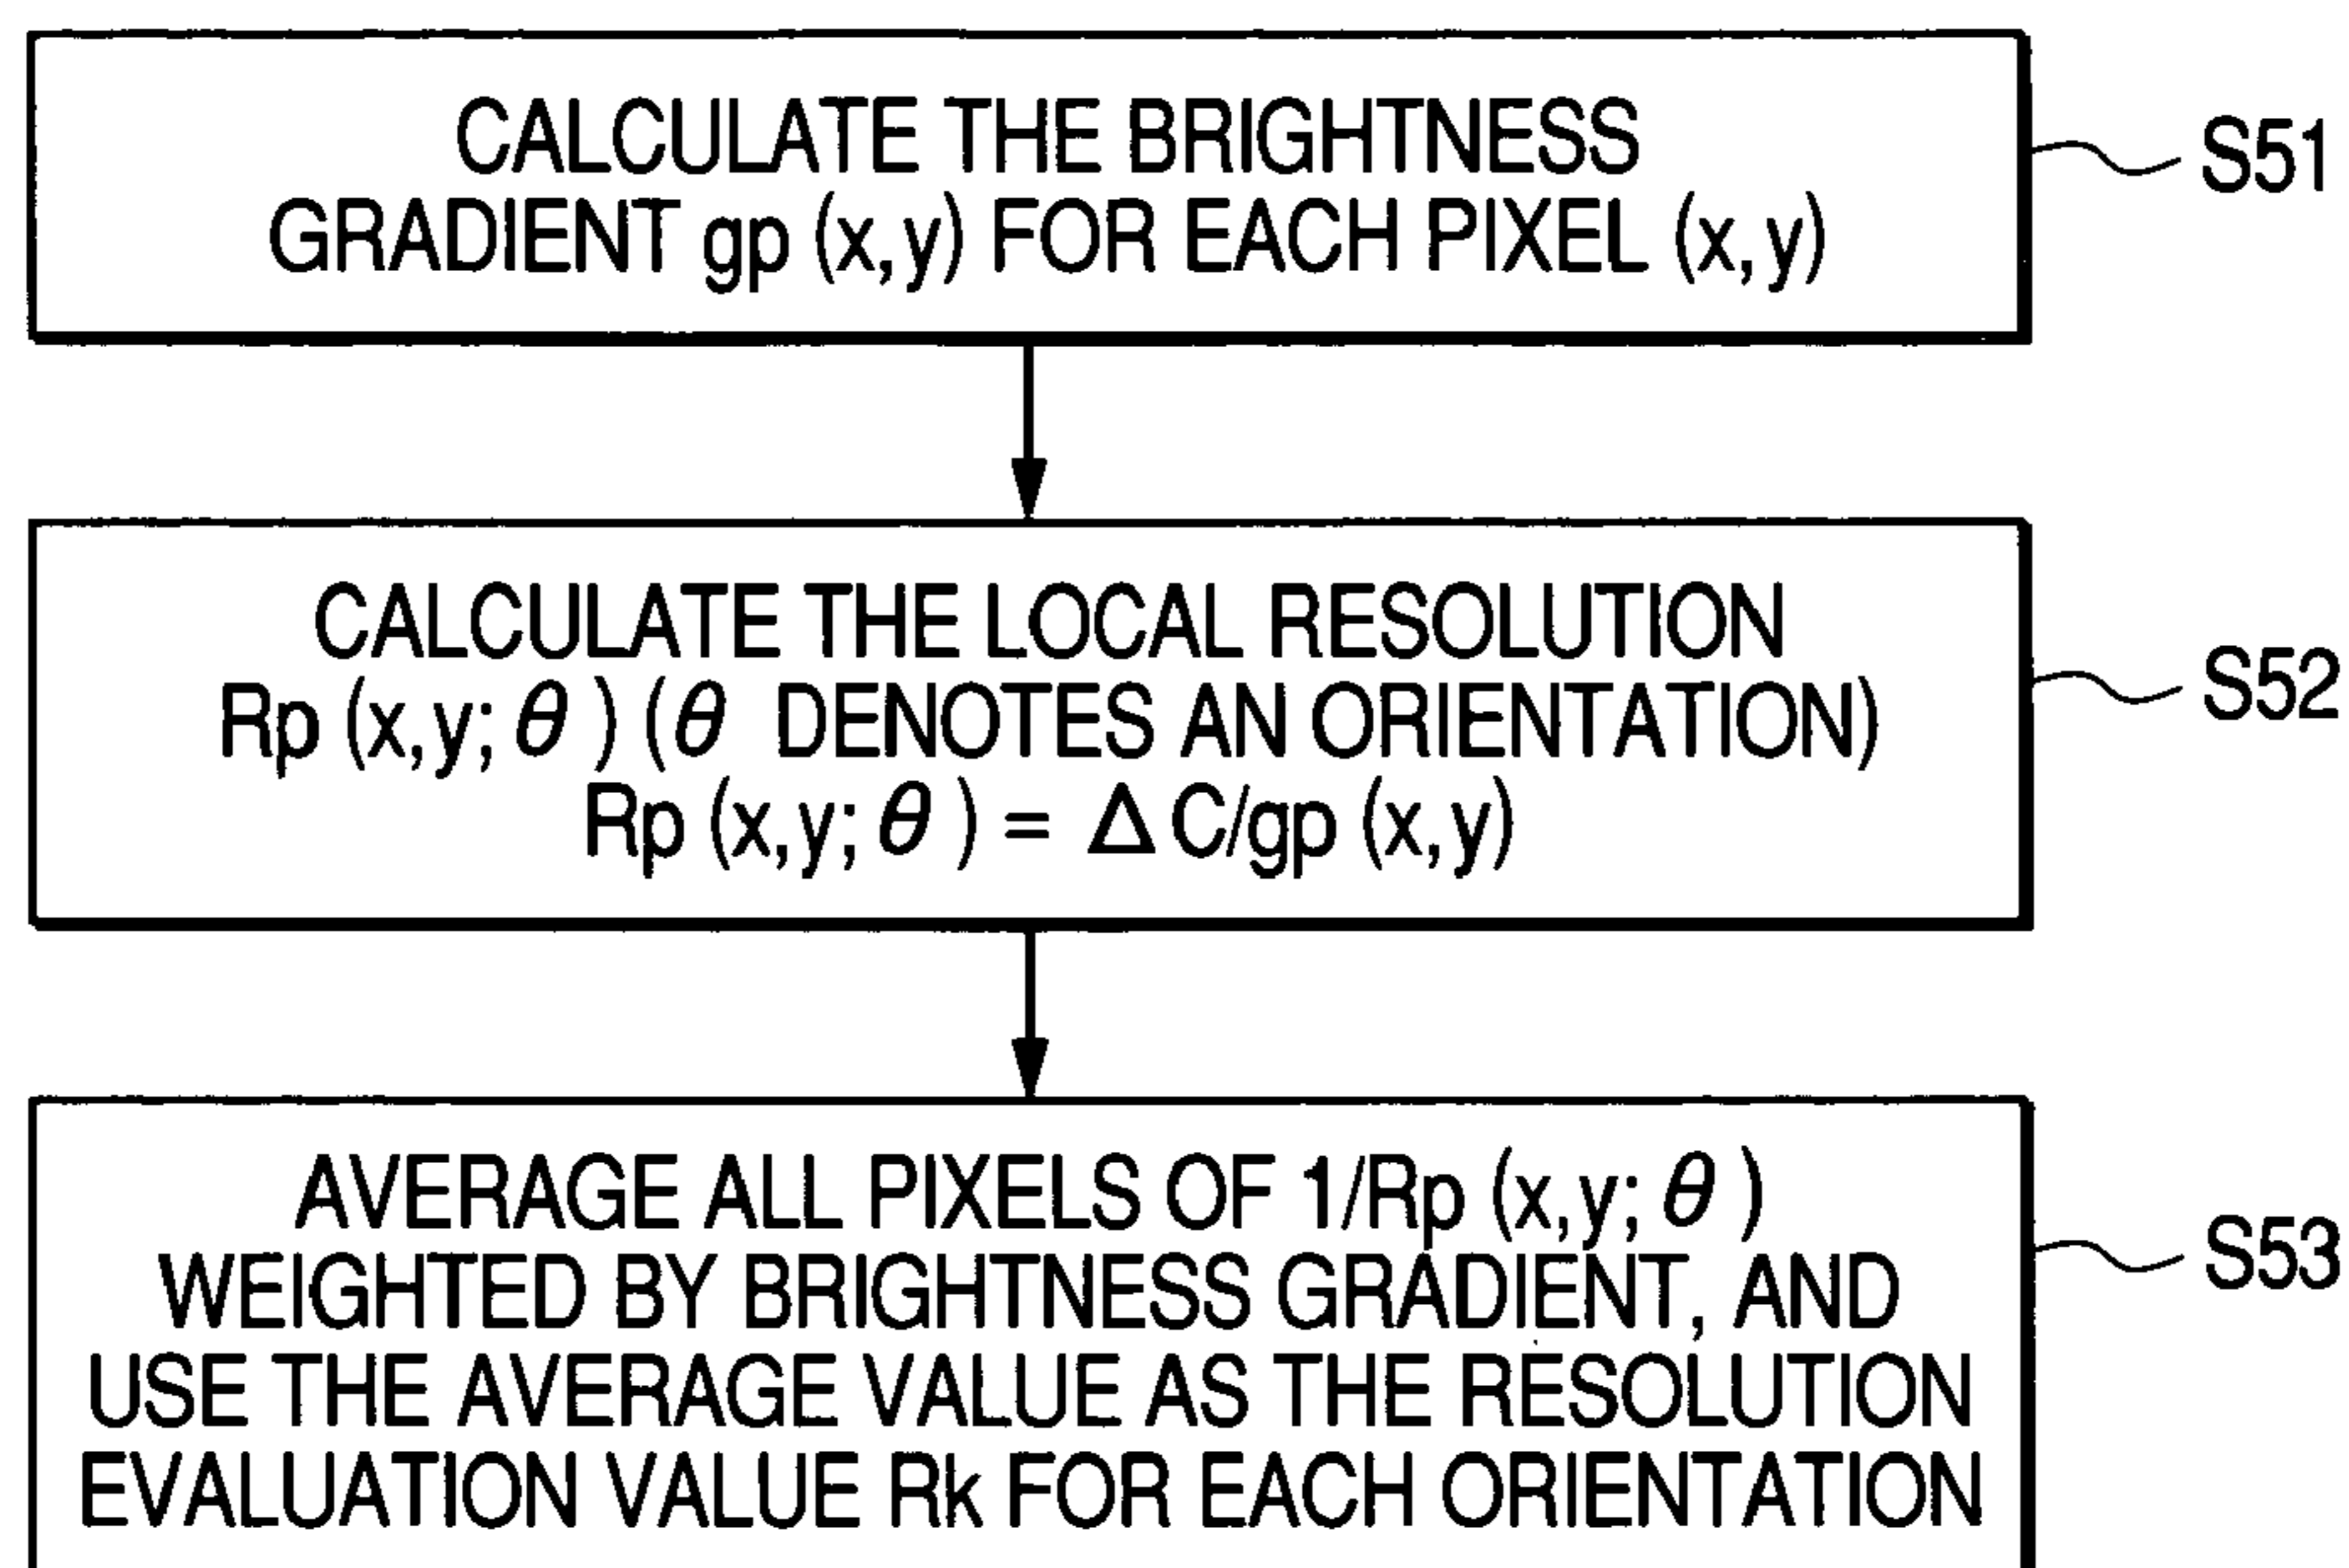 CALCULATE THE BRIGHTNESS
GRADIENT gp (x,y) FOR EACH PIXEL (x,y)
S51
CALCULATE THE LOCAL RESOLUTION
Rp (x,y; θ ) (θ DENOTES AN ORIENTATION)
Rp (x,y; θ ) = Δ C/gp (x,y)
S52
AVERAGE ALL PIXELS OF 1/Rp (x,y; θ )
WEIGHTED BY BRIGHTNESS GRADIENT, AND
USE THE AVERAGE VALUE AS THE RESOLUTION
EVALUATION VALUE Rk FOR EACH ORIENTATION
S53